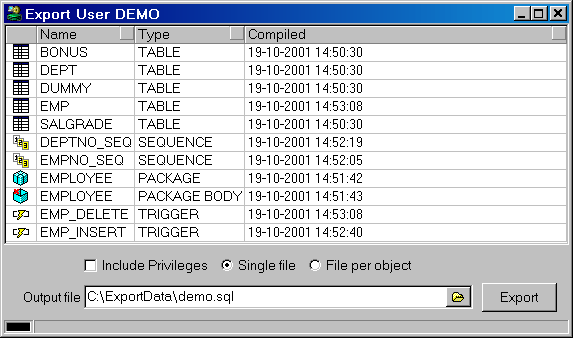 Export User DEMO
Name Type Compiled
BONUS TABLE 19-10-2001 14:50:30
DEPT TABLE 19-10-2001 14:50:30
DUMMY TABLE 19-10-2001 14:50:30
EMP TABLE 19-10-2001 14:53:08
SALGRADE TABLE 19-10-2001 14:50:30
DEPTNO_SEQ SEQUENCE 19-10-2001 14:52:19
EMPNO_SEQ SEQUENCE 19-10-2001 14:52:05
EMPLOYEE PACKAGE 19-10-2001 14:51:42
EMPLOYEE PACKAGE BODY 19-10-2001 14:51:43
EMP_DELETE TRIGGER 19-10-2001 14:53:08
EMP_INSERT TRIGGER 19-10-2001 14:52:40
Include Privileges Single file File per object
Output file C:\ExportData\demo.sql Export